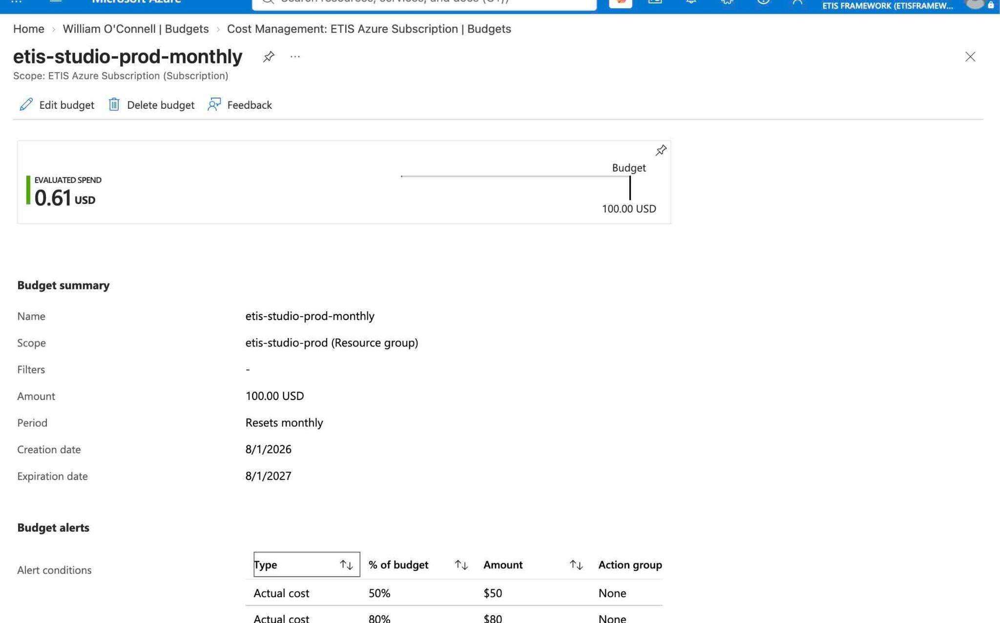 Microsoft Azure
Search resources, services, and docs (G+/)
ETIS FRAMEWORK (ETISFRAMEW...
Home > William O'Connell | Budgets > Cost Management: ETIS Azure Subscription | Budgets
etis-studio-prod-monthly ...
Scope: ETIS Azure Subscription (Subscription)
Edit budget Delete budget Feedback
Budget
EVALUATED SPEND
0.61 USD
100.00 USD
Budget summary
Name etis-studio-prod-monthly
Scope etis-studio-prod (Resource group)
Filters -
Amount 100.00 USD
Period Resets monthly
Creation date 8/1/2026
Expiration date 8/1/2027
Budget alerts
Alert conditions
Type ↑↓ % of budget ↑↓ Amount ↑↓ Action group
Actual cost 50% $50 None
Actual cost 80% $80 None